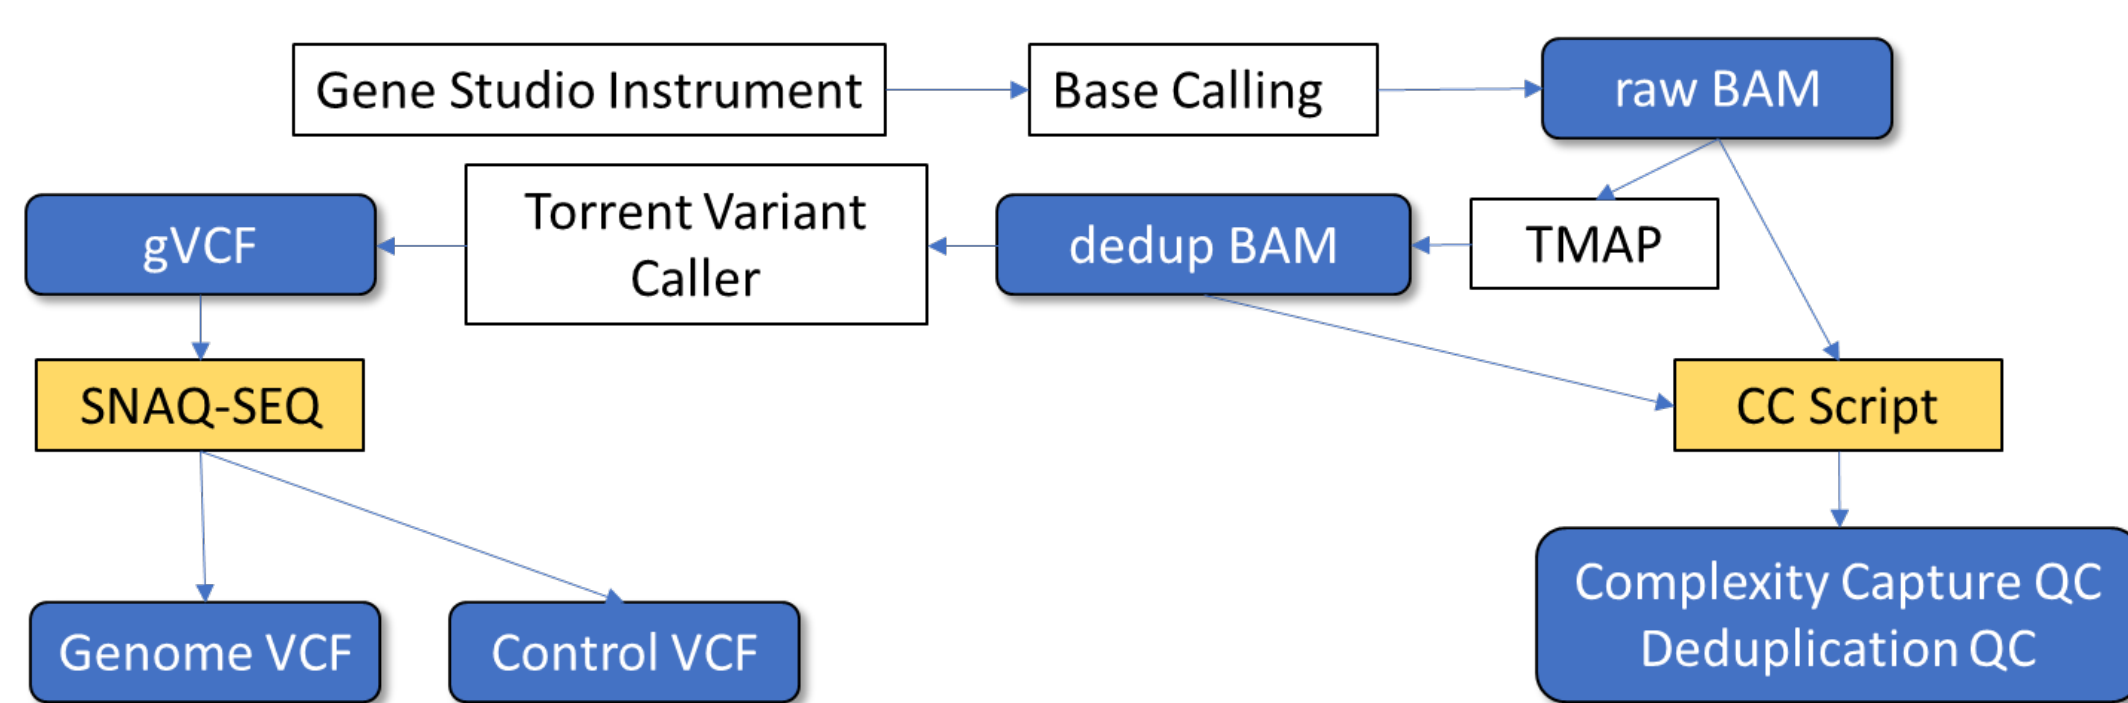 Gene Studio Instrument
Base Calling
raw BAM
gVCF
Torrent Variant
Caller
dedup BAM
TMAP
SNAQ-SEQ
CC Script
Genome VCF
Control VCF
Complexity Capture QC
Deduplication QC